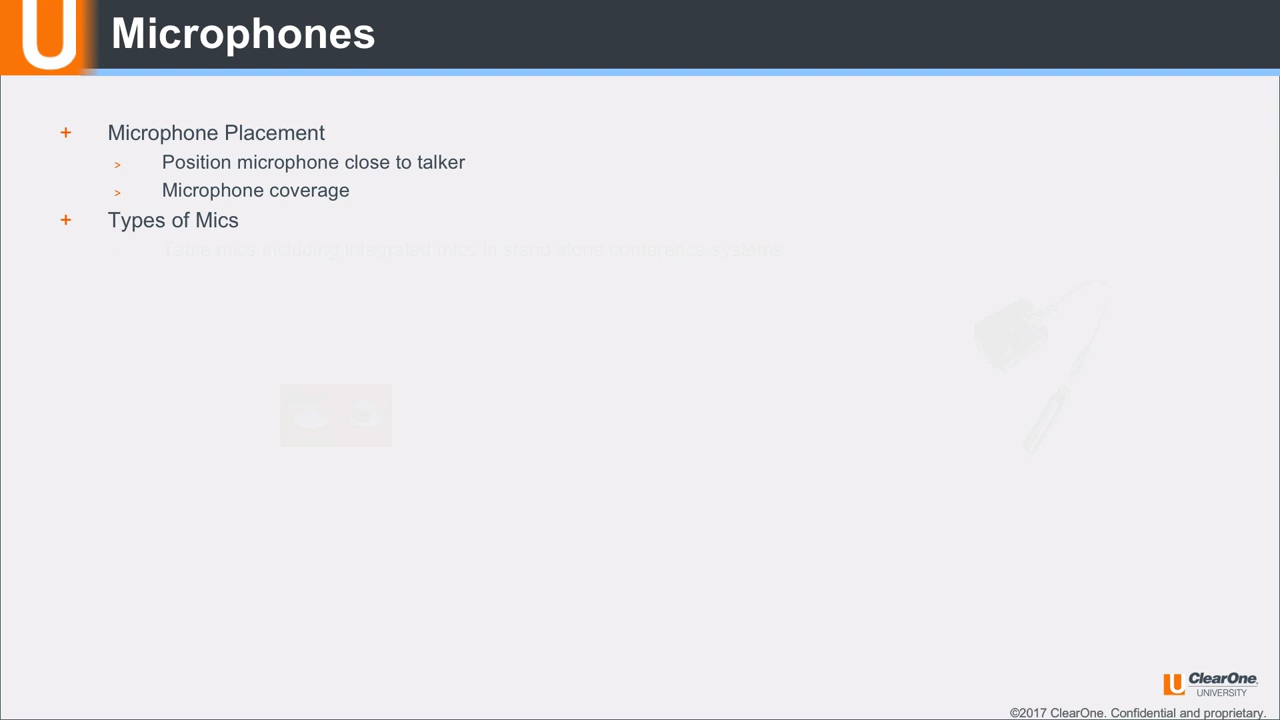 U Microphones
+ Microphone Placement
> Position microphone close to talker
> Microphone coverage
+ Types of Mics
Table mics including integrated mics in stand alone conference systems
U ClearOne.
UNIVERSITY
©2017 ClearOne. Confidential and proprietary.